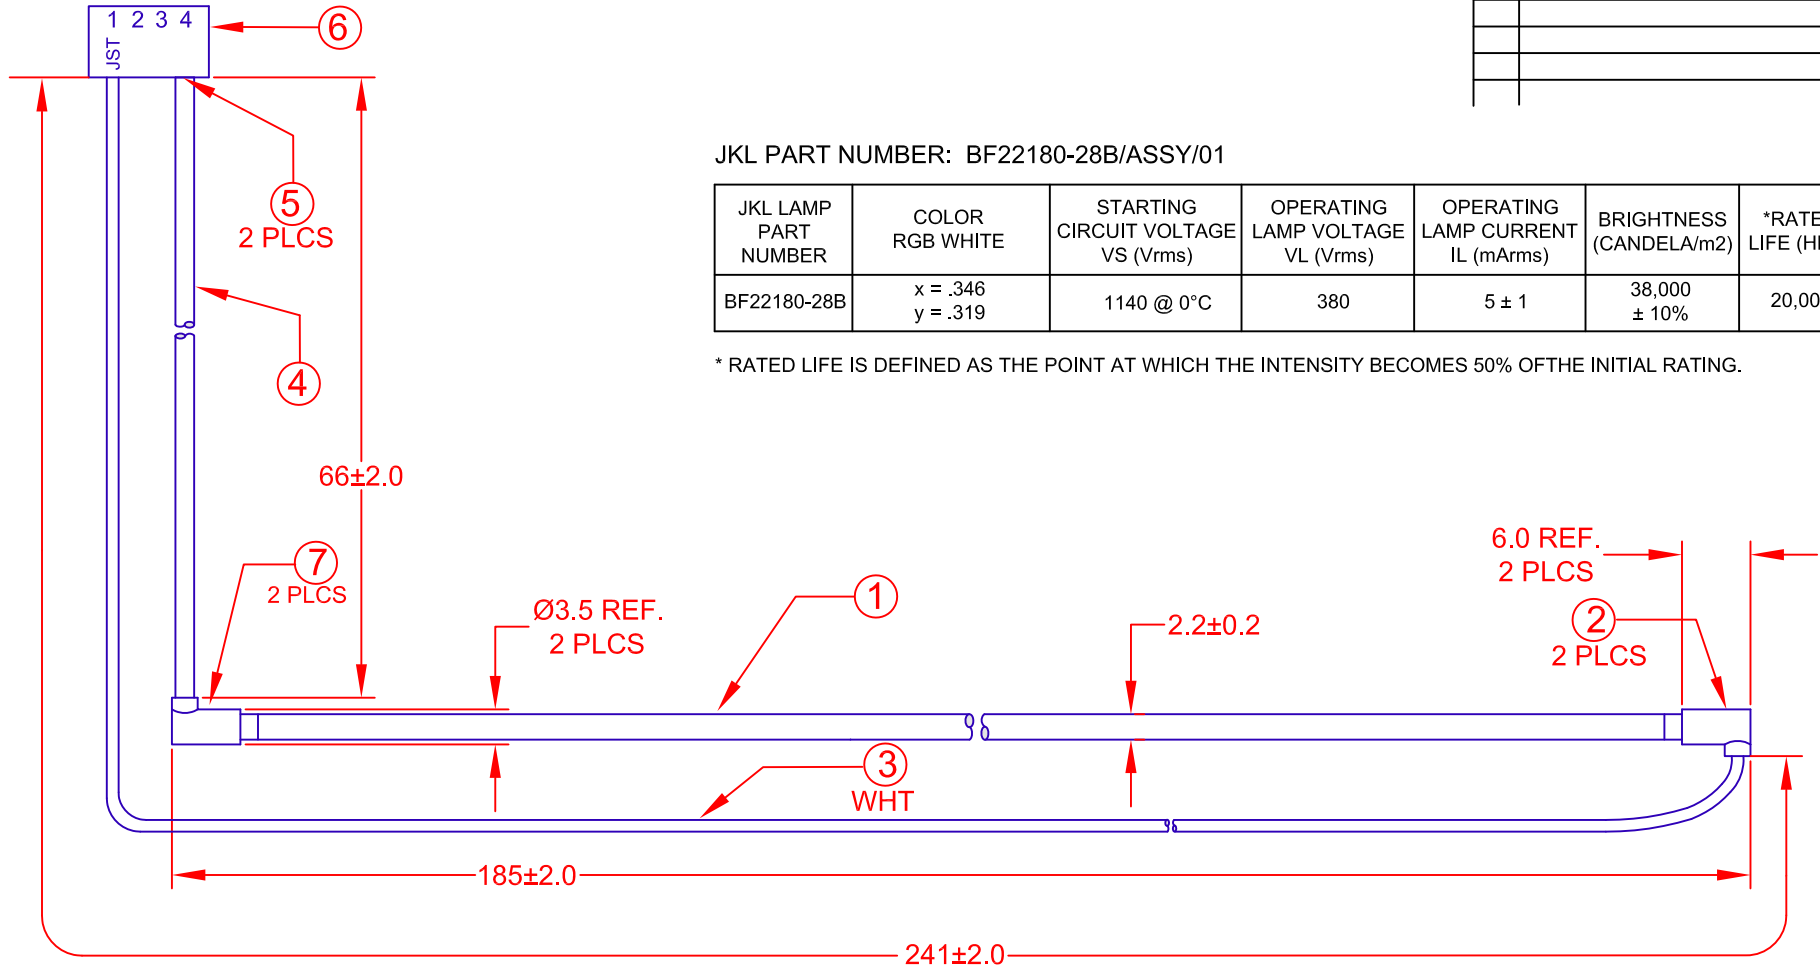 1 2 3 4
JST
6
5
2 PLCS
4
66±2.0
7
2 PLCS
JKL PART NUMBER: BF22180-28B/ASSY/01
JKL LAMP
PART
NUMBER
COLOR
RGB WHITE
STARTING
CIRCUIT VOLTAGE
VS (Vrms)
OPERATING
LAMP VOLTAGE
VL (Vrms)
OPERATING
LAMP CURRENT
IL (mArms)
BRIGHTNESS
(CANDELA/m2)
*RATE
LIFE (H
BF22180-28B
x = .346
y = .319
1140 @ 0°C
380
5 ± 1
38,000
± 10%
20,00
* RATED LIFE IS DEFINED AS THE POINT AT WHICH THE INTENSITY BECOMES 50% OFTHE INITIAL RATING.
Ø3.5 REF.
2 PLCS
1
2.2±0.2
6.0 REF.
2 PLCS
2
2 PLCS
3
WHT
185±2.0
241±2.0